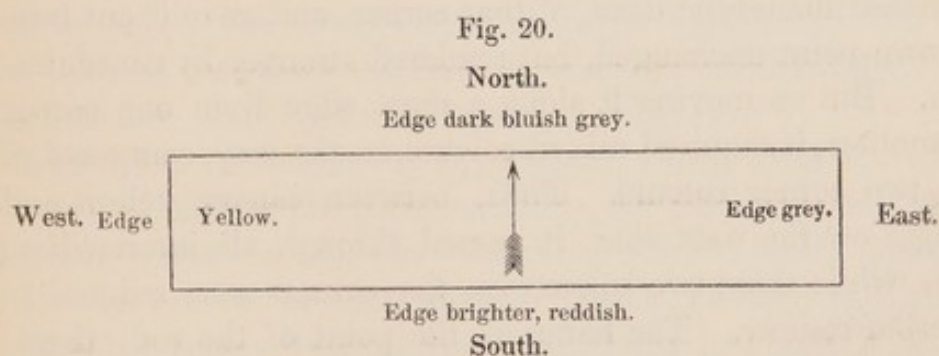 Fig. 20.
North.
Edge dark bluish grey.
West. Edge Yellow. Edge grey. East.
Edge brighter, reddish.
South.